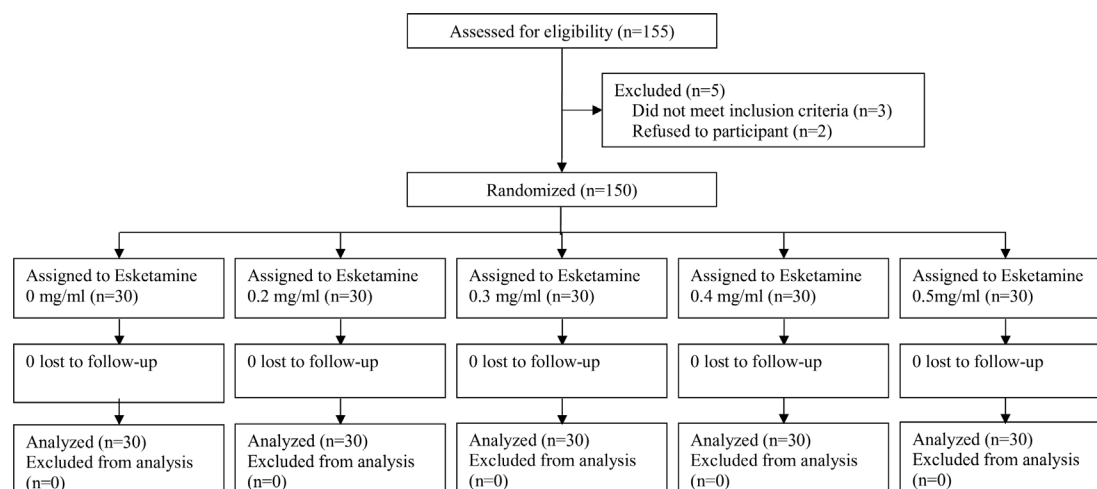 Assessed for eligibility (n=155)
Excluded (n=5)
Did not meet inclusion criteria (n=3)
Refused to participant (n=2)
Randomized (n=150)
Assigned to Esketamine
0 mg/ml (n=30)
Assigned to Esketamine
0.2 mg/ml (n=30)
Assigned to Esketamine
0.3 mg/ml (n=30)
Assigned to Esketamine
0.4 mg/ml (n=30)
Assigned to Esketamine
0.5mg/ml (n=30)
0 lost to follow-up
0 lost to follow-up
0 lost to follow-up
0 lost to follow-up
0 lost to follow-up
Analyzed (n=30)
Excluded from analysis
(n=0)
Analyzed (n=30)
Excluded from analysis
(n=0)
Analyzed (n=30)
Excluded from analysis
(n=0)
Analyzed (n=30)
Excluded from analysis
(n=0)
Analyzed (n=30)
Excluded from analysis
(n=0)